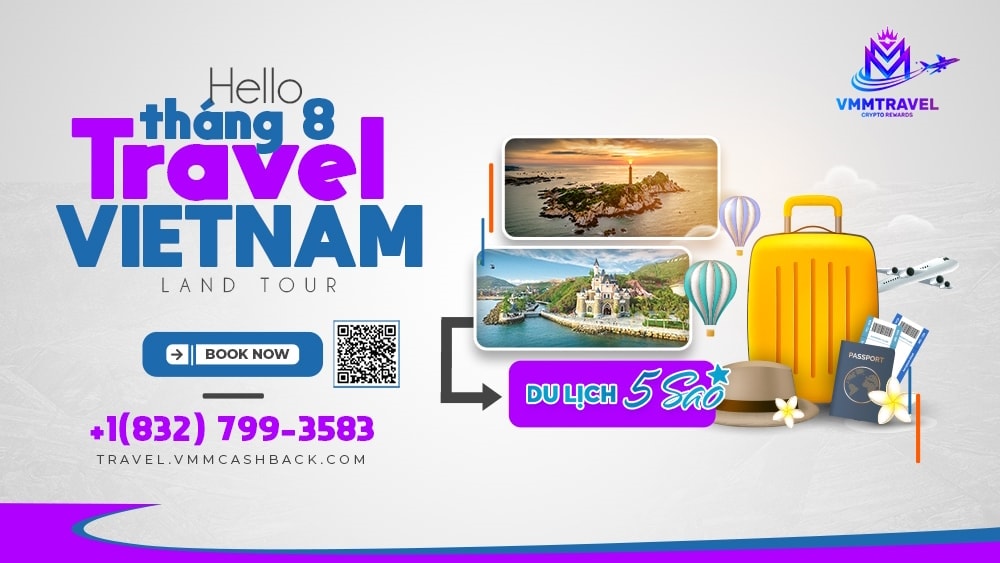 Hello
tháng 8
Travel
VIETNAM
LAND TOUR
BOOK NOW
+1(832) 799-3583
TRAVEL.VMMCASHBACK.COM
VMMTRAVEL
CRYPTO REWARDS
DU LỊCH 5 Sao
PASSPORT